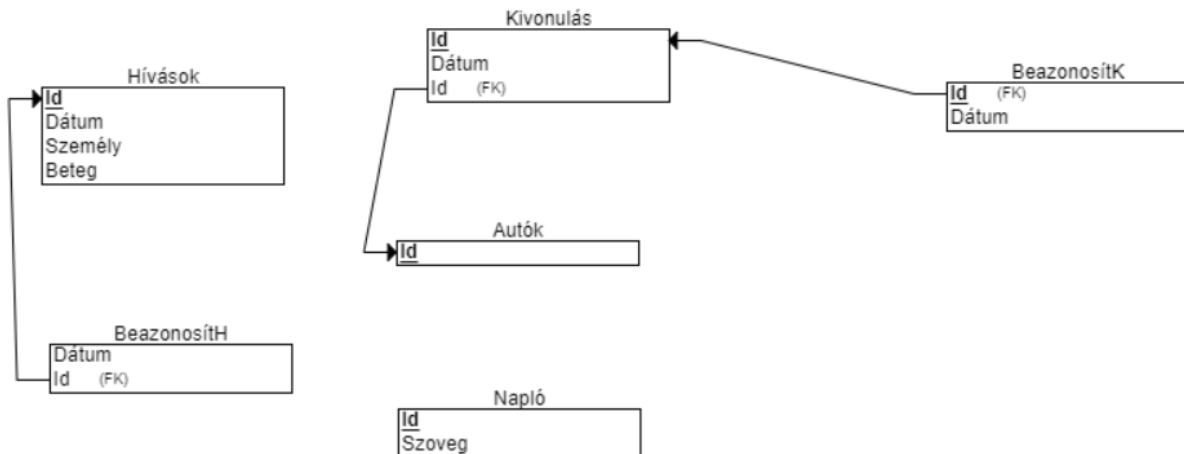 Kivonulás
Id
Dátum
Id (FK)
Hívások
Id
Dátum
Személy
Beteg
BeazonosítK
Id (FK)
Dátum
Autók
Id
BeazonosítH
Dátum
Id (FK)
Napló
Id
Szoveg